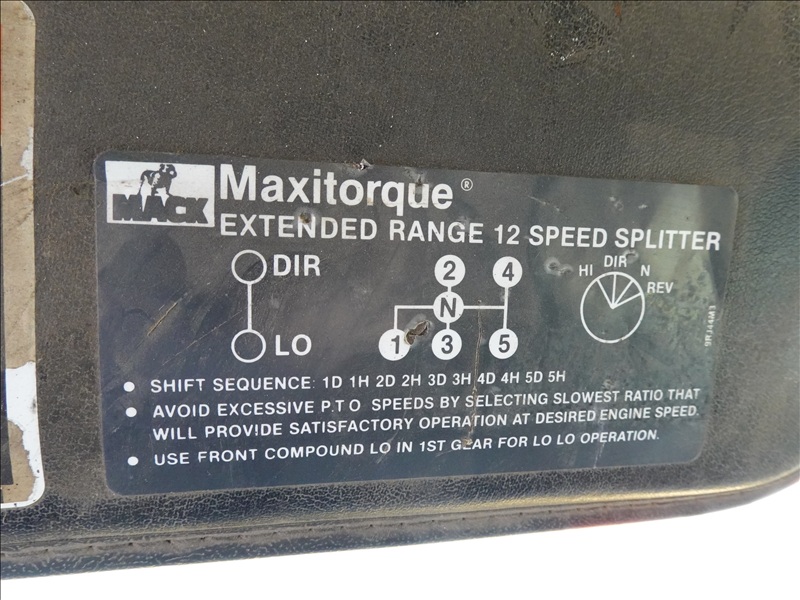 MACK
Maxitorque®
EXTENDED RANGE 12 SPEED SPLITTER
DIR
LO
2 4
N
1 3 5
HI DIR N
REV
SHIFT SEQUENCE: 1D 1H 2D 2H 3D 3H 4D 4H 5D 5H
AVOID EXCESSIVE P.T.O SPEEDS BY SELECTING SLOWEST RATIO THAT
WILL PROVIDE SATISFACTORY OPERATION AT DESIRED ENGINE SPEED.
USE FRONT COMPOUND LO IN 1ST GEAR FOR LO LO OPERATION.